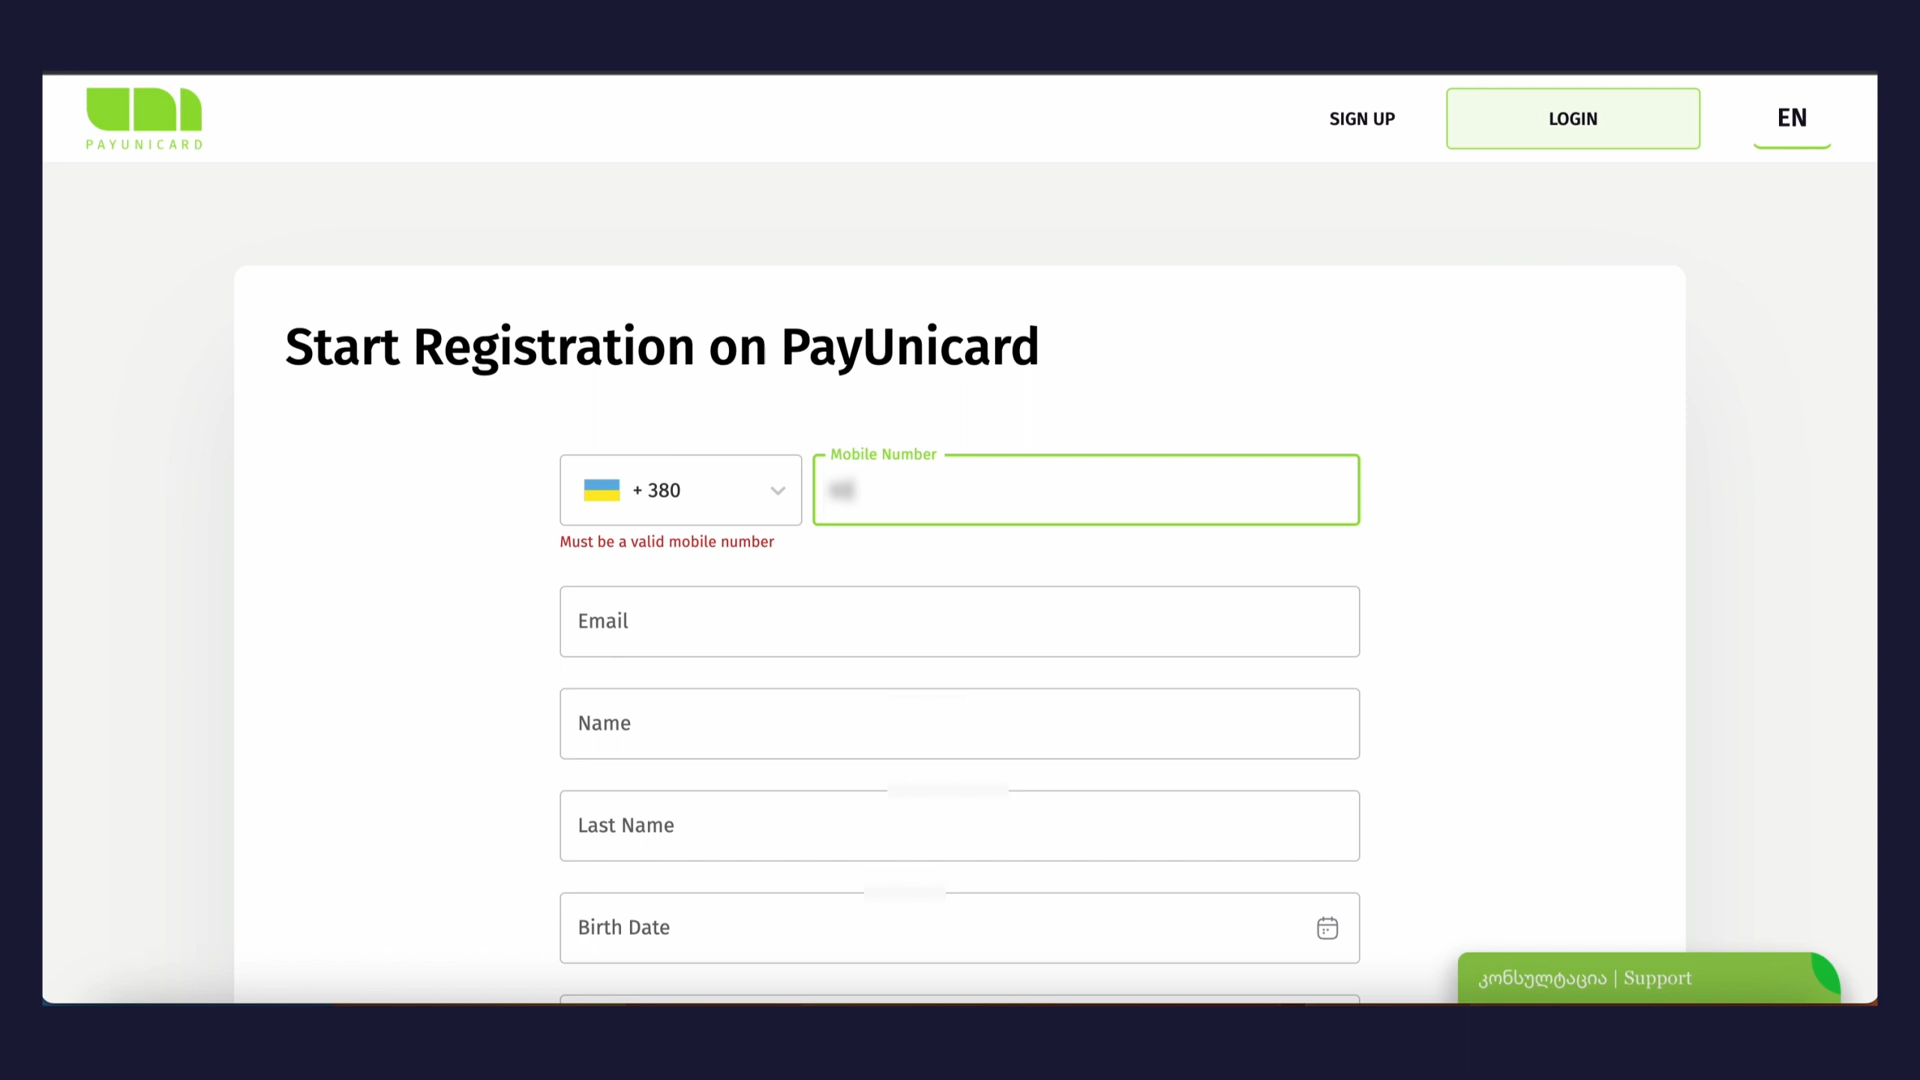 PAYUNICARD
SIGN UP
LOGIN
EN
Start Registration on PayUnicard
+ 380
Mobile Number
Must be a valid mobile number
Email
Name
Last Name
Birth Date
კონსულტაცია | Support